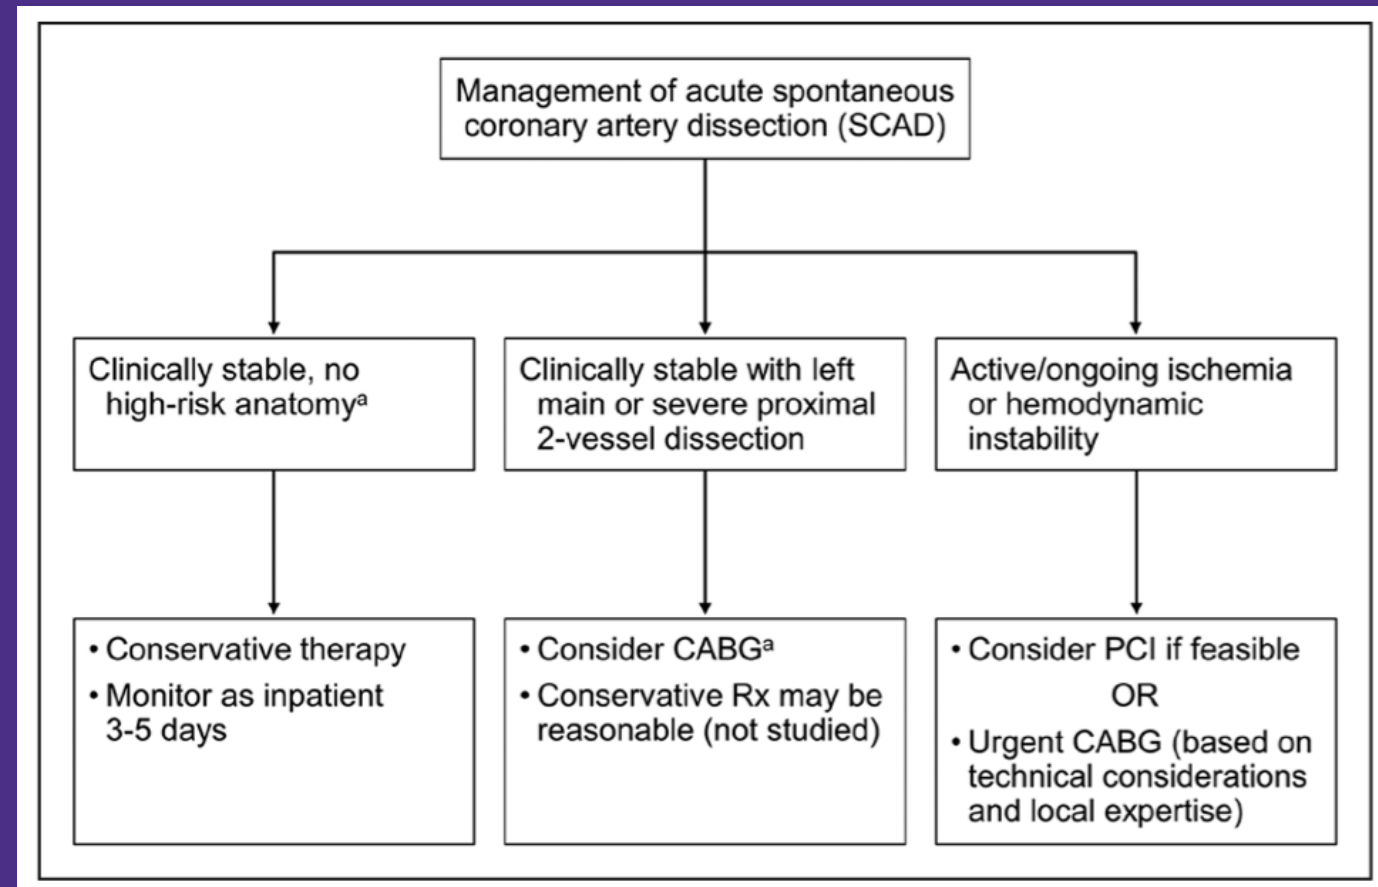 Management of acute spontaneous
coronary artery dissection (SCAD)
Clinically stable, no
high-risk anatomyᵃ
Clinically stable with left
main or severe proximal
2-vessel dissection
Active/ongoing ischemia
or hemodynamic
instability
• Conservative therapy
• Monitor as inpatient
3-5 days
• Consider CABGᵃ
• Conservative Rx may be
reasonable (not studied)
• Consider PCI if feasible
OR
• Urgent CABG (based on
technical considerations
and local expertise)